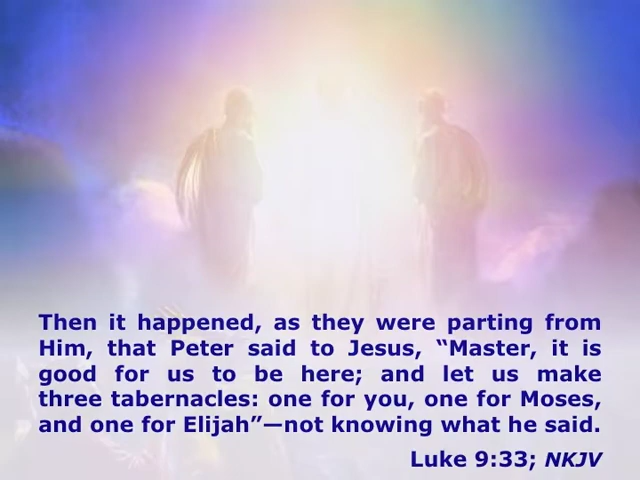 Then it happened, as they were parting from
Him, that Peter said to Jesus, “Master, it is
good for us to be here; and let us make
three tabernacles: one for you, one for Moses,
and one for Elijah”—not knowing what he said.
Luke 9:33; NKJV